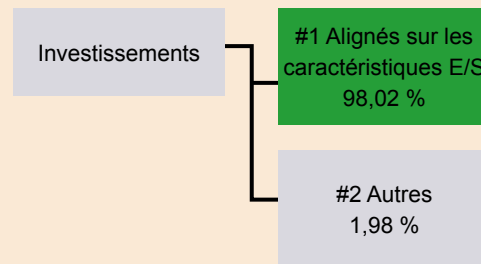 Investissements
#1 Alignés sur les
caractéristiques E/S
98,02 %
#2 Autres
1,98 %